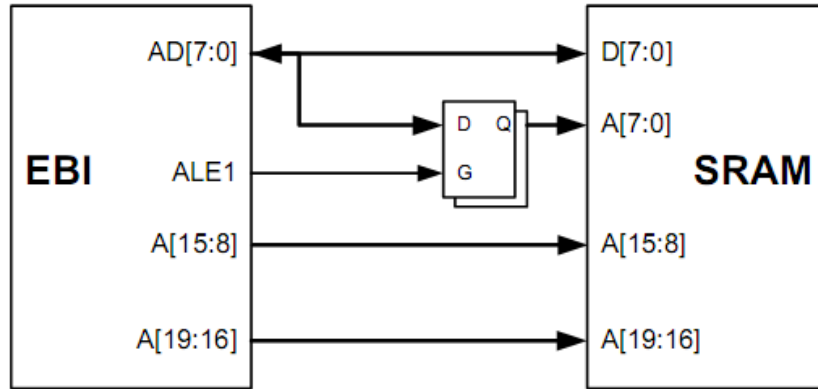 AD[7:0]
D[7:0]
D
Q
A[7:0]
EBI
ALE1
G
SRAM
A[15:8]
A[15:8]
A[19:16]
A[19:16]